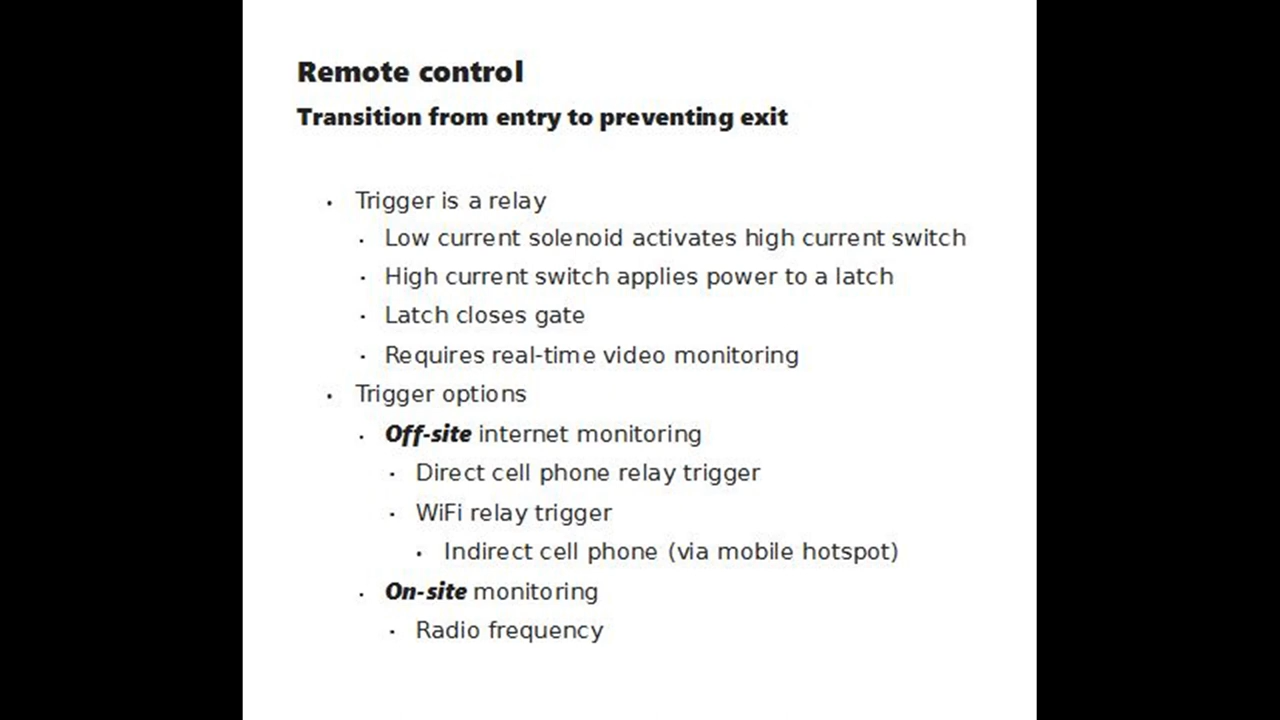 Remote control
Transition from entry to preventing exit
• Trigger is a relay
• Low current solenoid activates high current switch
• High current switch applies power to a latch
• Latch closes gate
• Requires real-time video monitoring
• Trigger options
• Off-site internet monitoring
• Direct cell phone relay trigger
• WiFi relay trigger
• Indirect cell phone (via mobile hotspot)
• On-site monitoring
• Radio frequency